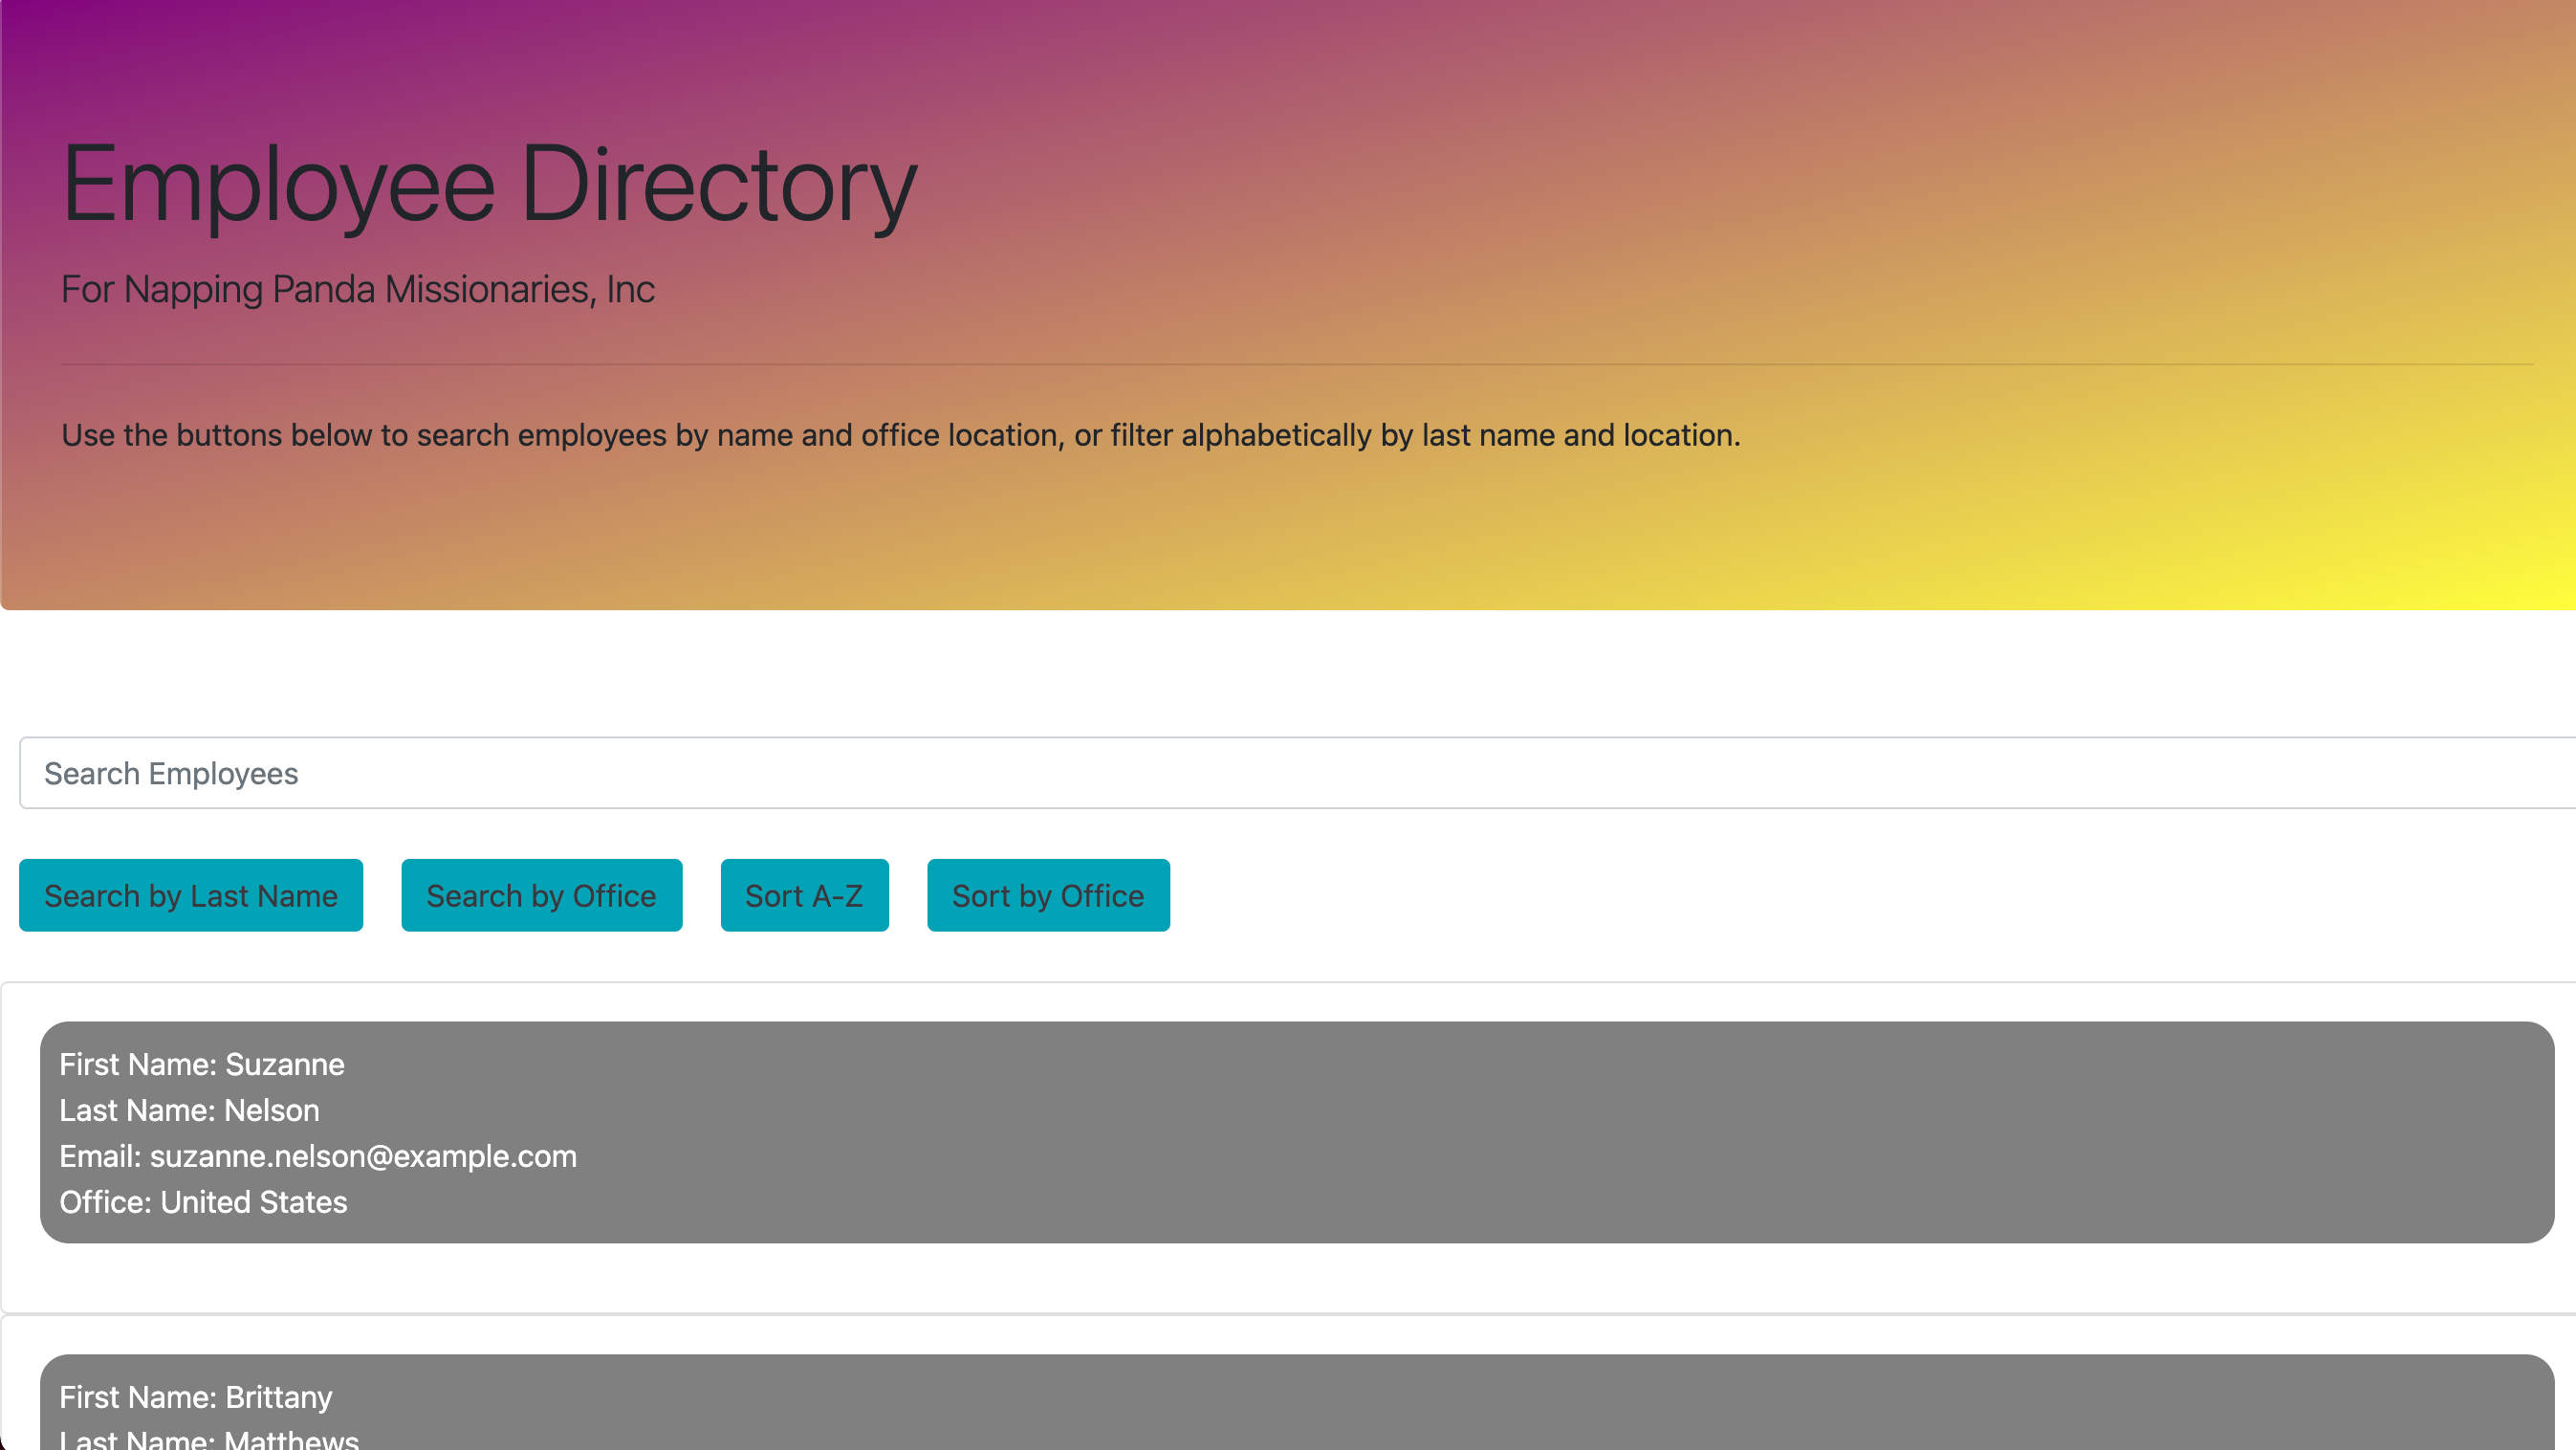 Employee Directory
For Napping Panda Missionaries, Inc
Use the buttons below to search employees by name and office location, or filter alphabetically by last name and location.
Search Employees
Search by Last Name
Search by Office
Sort A-Z
Sort by Office
First Name: Suzanne
Last Name: Nelson
Email: suzanne.nelson@example.com
Office: United States
First Name: Brittany
Last Name: Matthews